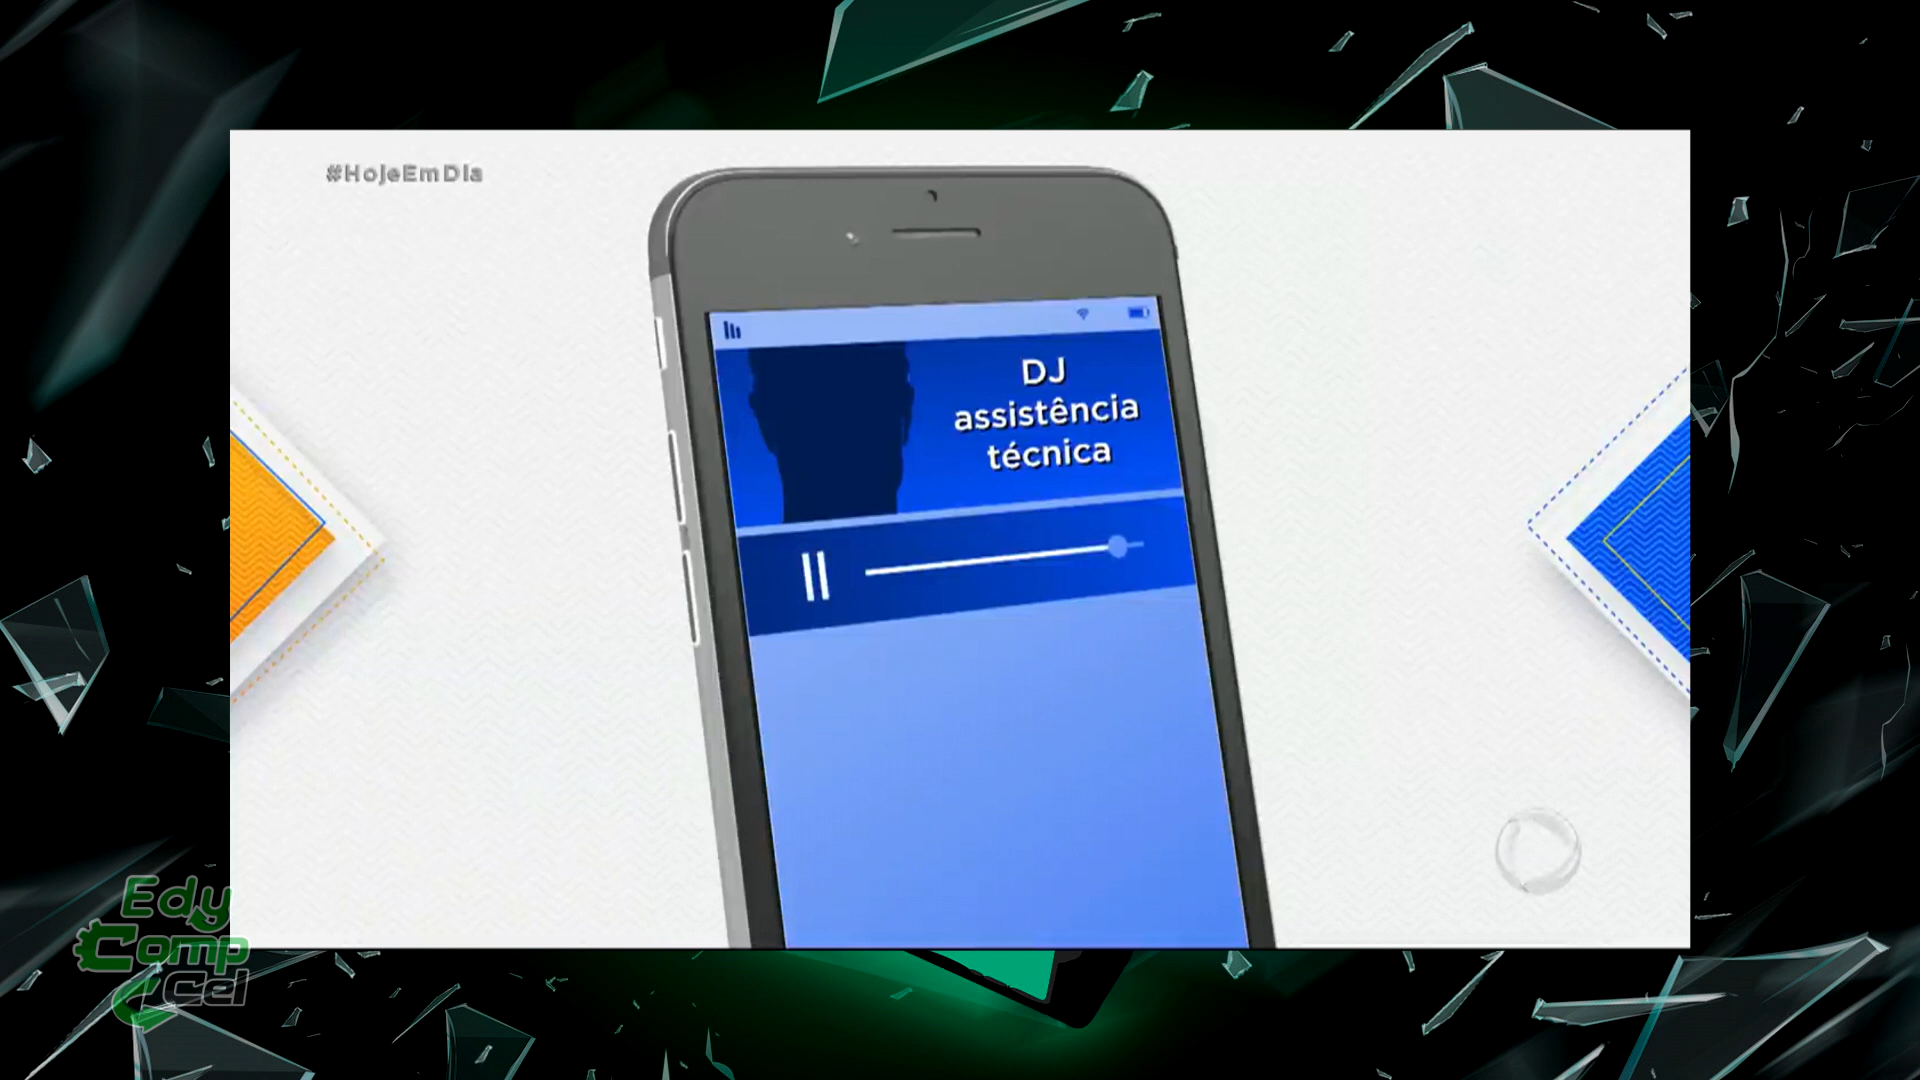 #HojeEmDia
DJ
assistência
técnica
Edy
Comp
Cel